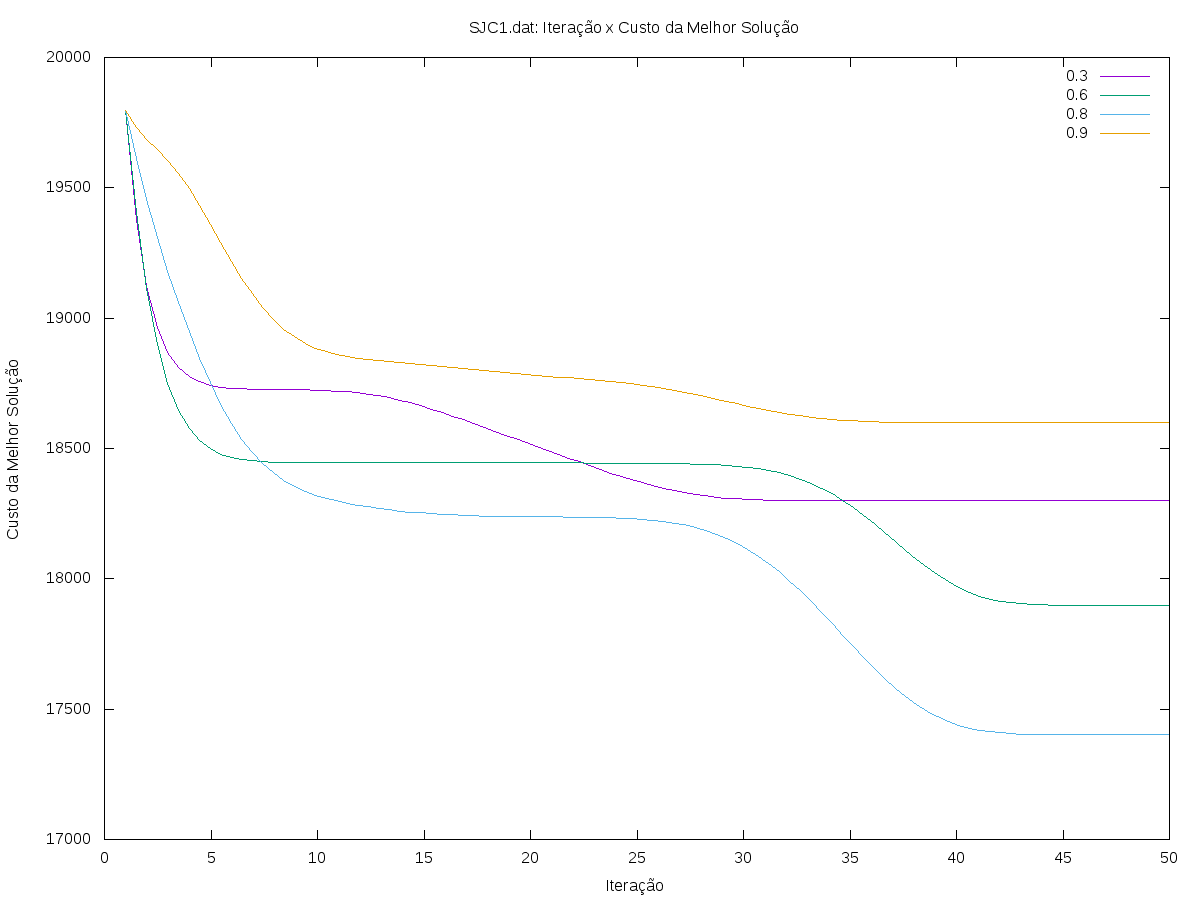 SJC1.dat: Iteração x Custo da Melhor Solução
20000
19500
19000
18500
18000
17500
17000
Custo da Melhor Solução
0.3
0.6
0.8
0.9
0 5 10 15 20 25 30 35 40 45 50
Iteração